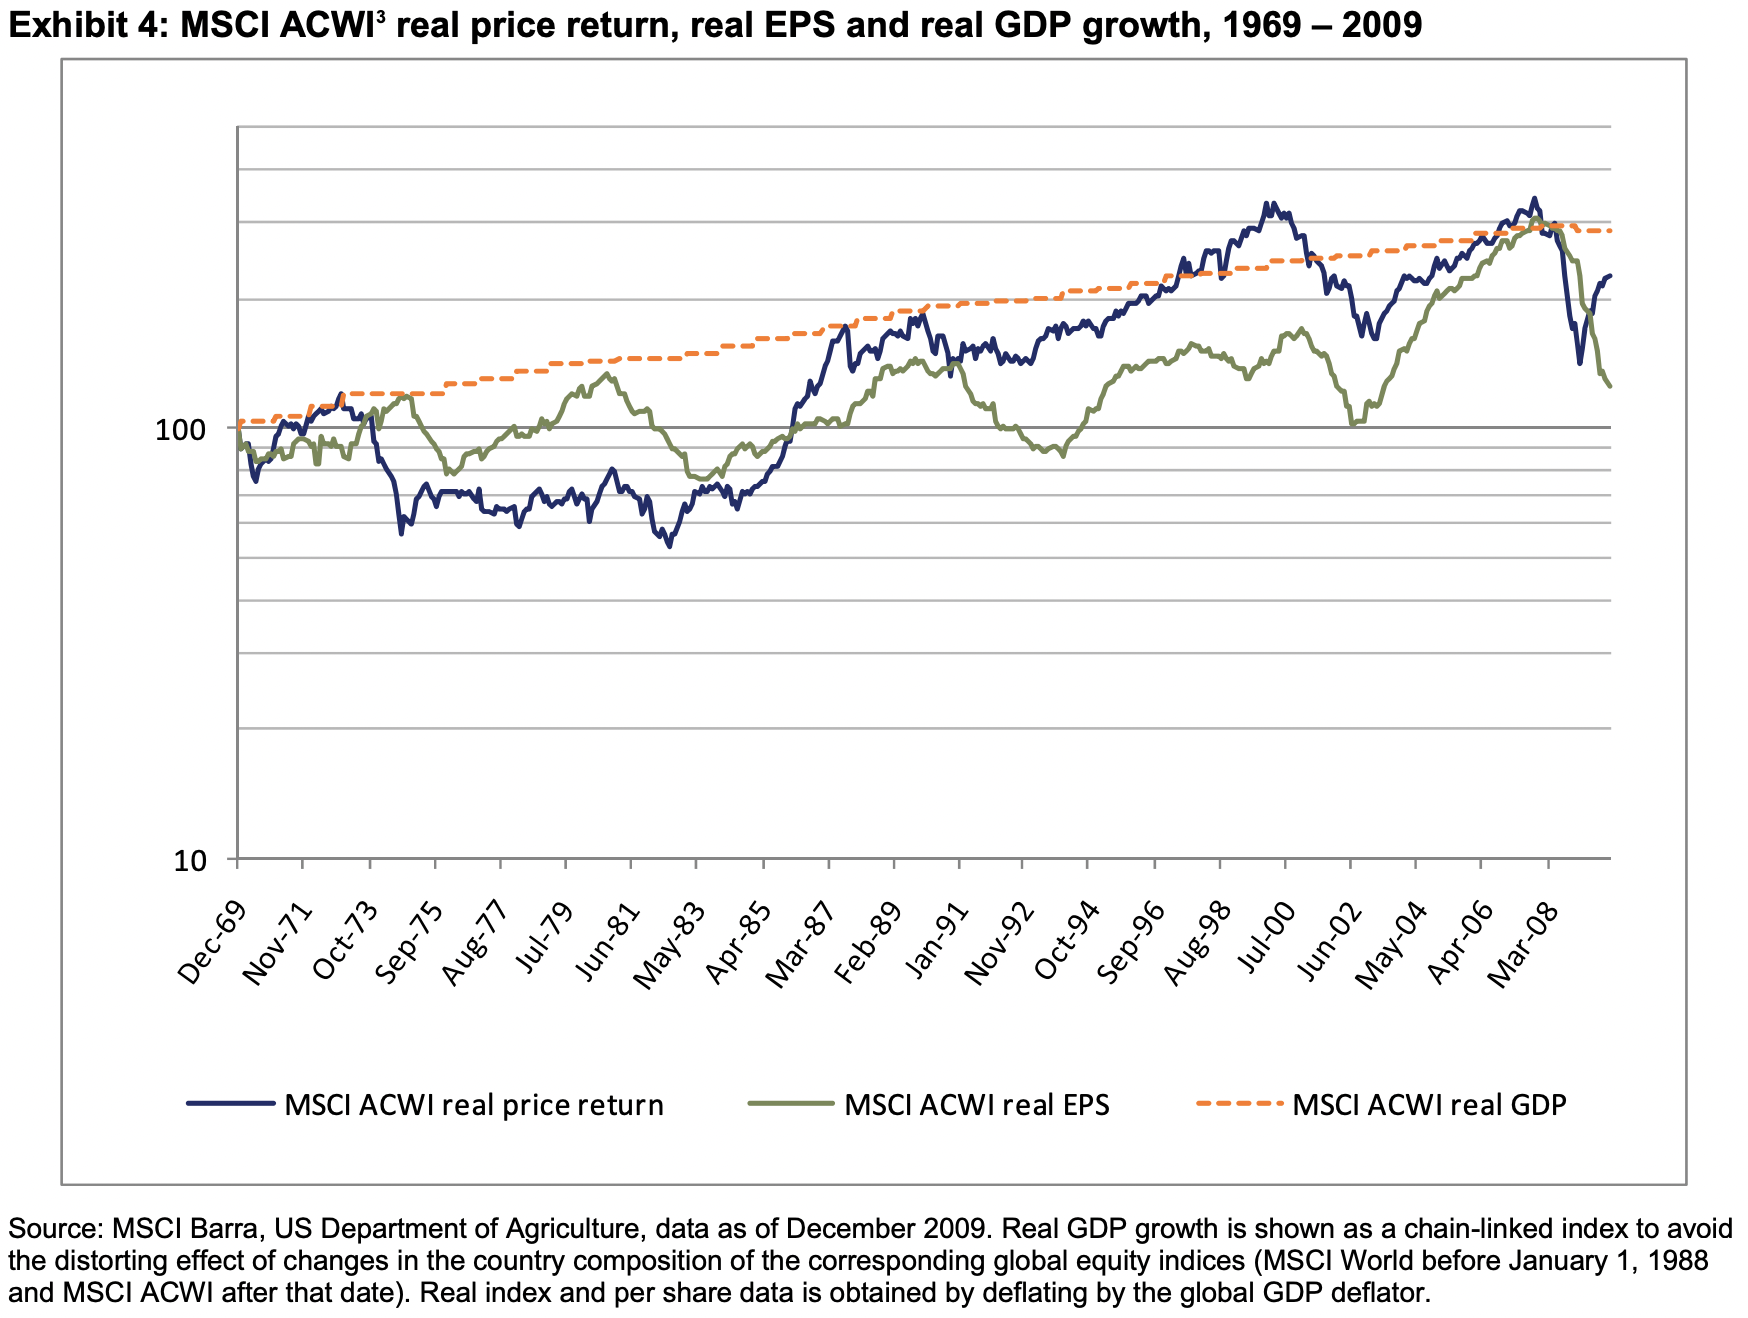 Exhibit 4: MSCI ACWI³ real price return, real EPS and real GDP growth, 1969 – 2009
100
10
Dec-69
Nov-71
Oct-73
Sep-75
Aug-77
Jul-79
Jun-81
May-83
Apr-85
Mar-87
Feb-89
Jan-91
Nov-92
Oct-94
Sep-96
Aug-98
Jul-00
Jun-02
May-04
Apr-06
Mar-08
MSCI ACWI real price return
MSCI ACWI real EPS
MSCI ACWI real GDP
Source: MSCI Barra, US Department of Agriculture, data as of December 2009. Real GDP growth is shown as a chain-linked index to avoid
the distorting effect of changes in the country composition of the corresponding global equity indices (MSCI World before January 1, 1988
and MSCI ACWI after that date). Real index and per share data is obtained by deflating by the global GDP deflator.